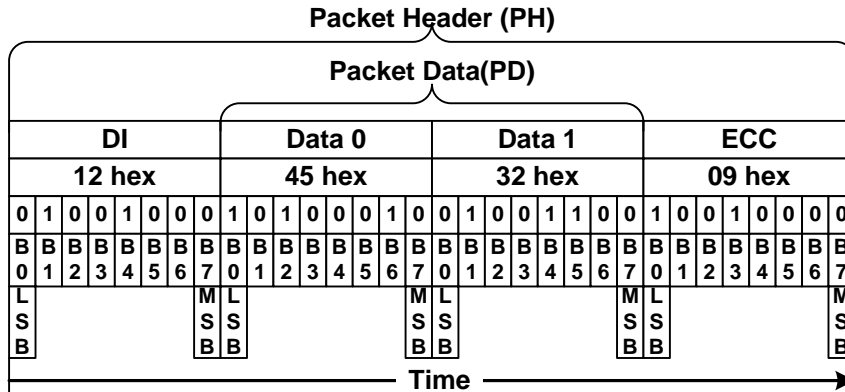 Packet Header (PH)
Packet Data(PD)
DI Data 0 Data 1 ECC
12 hex 45 hex 32 hex 09 hex
0 1 0 0 1 0 0 0 1 0 1 0 0 0 1 0 0 1 0 0 1 1 0 0 1 0 0 1 0 0 0 0
B B B B B B B B B B B B B B B B B B B B B B B B B B B B B B B B
0 1 2 3 4 5 6 7 0 1 2 3 4 5 6 7 0 1 2 3 4 5 6 7 0 1 2 3 4 5 6 7
L M L M L M L M
S S S S S S S S
B B B B B B B B
Time